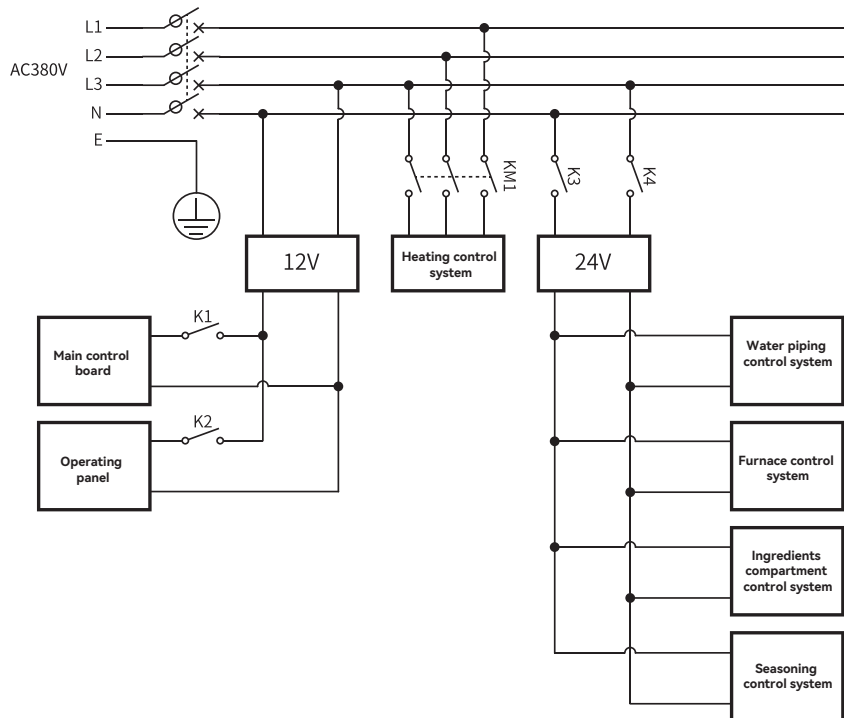 L1
L2
AC380V
L3
N
E
KM1
K3
K4
12V
Heating control
system
24V
K1
Main control
board
Water piping
control system
K2
Operating
panel
Furnace control
system
Ingredients
compartment
control system
Seasoning
control system